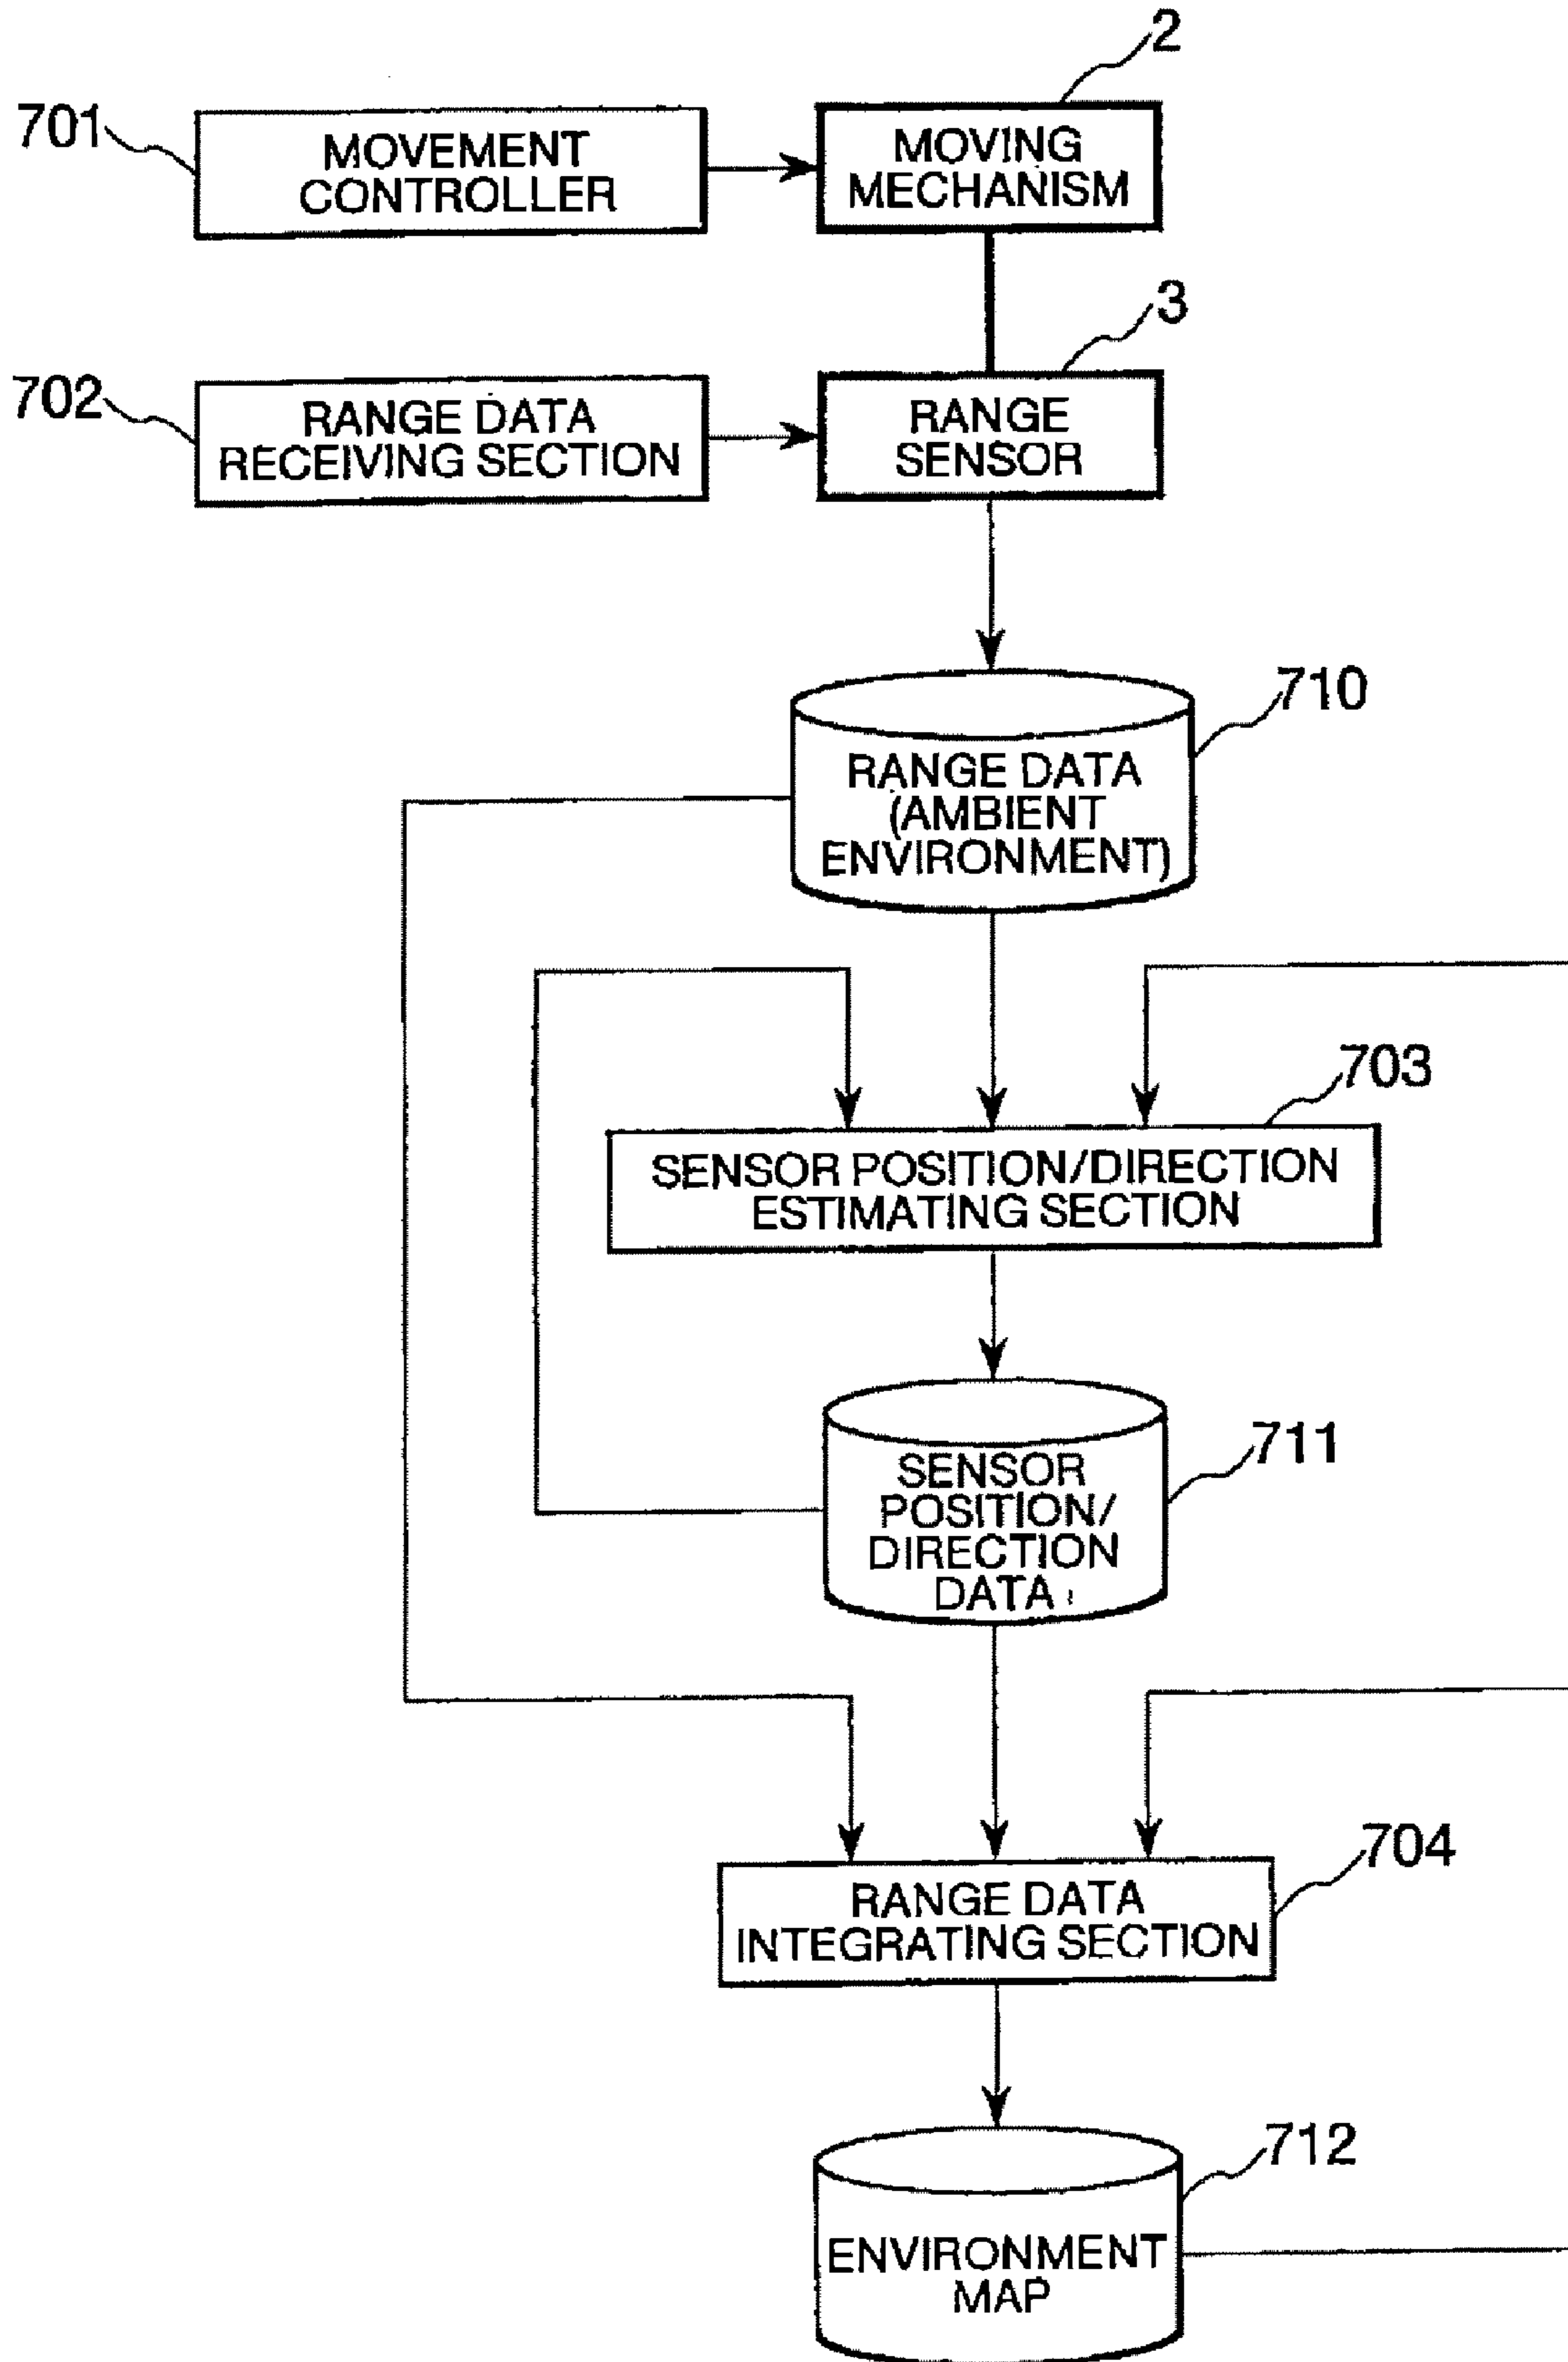 2
701
MOVEMENT
CONTROLLER
MOVING
MECHANISM
3
702
RANGE DATA
RECEIVING SECTION
RANGE
SENSOR
710
RANGE DATA
(AMBIENT
ENVIRONMENT)
703
SENSOR POSITION/DIRECTION
ESTIMATING SECTION
711
SENSOR
POSITION/
DIRECTION
DATA
704
RANGE DATA
INTEGRATING SECTION
712
ENVIRONMENT
MAP